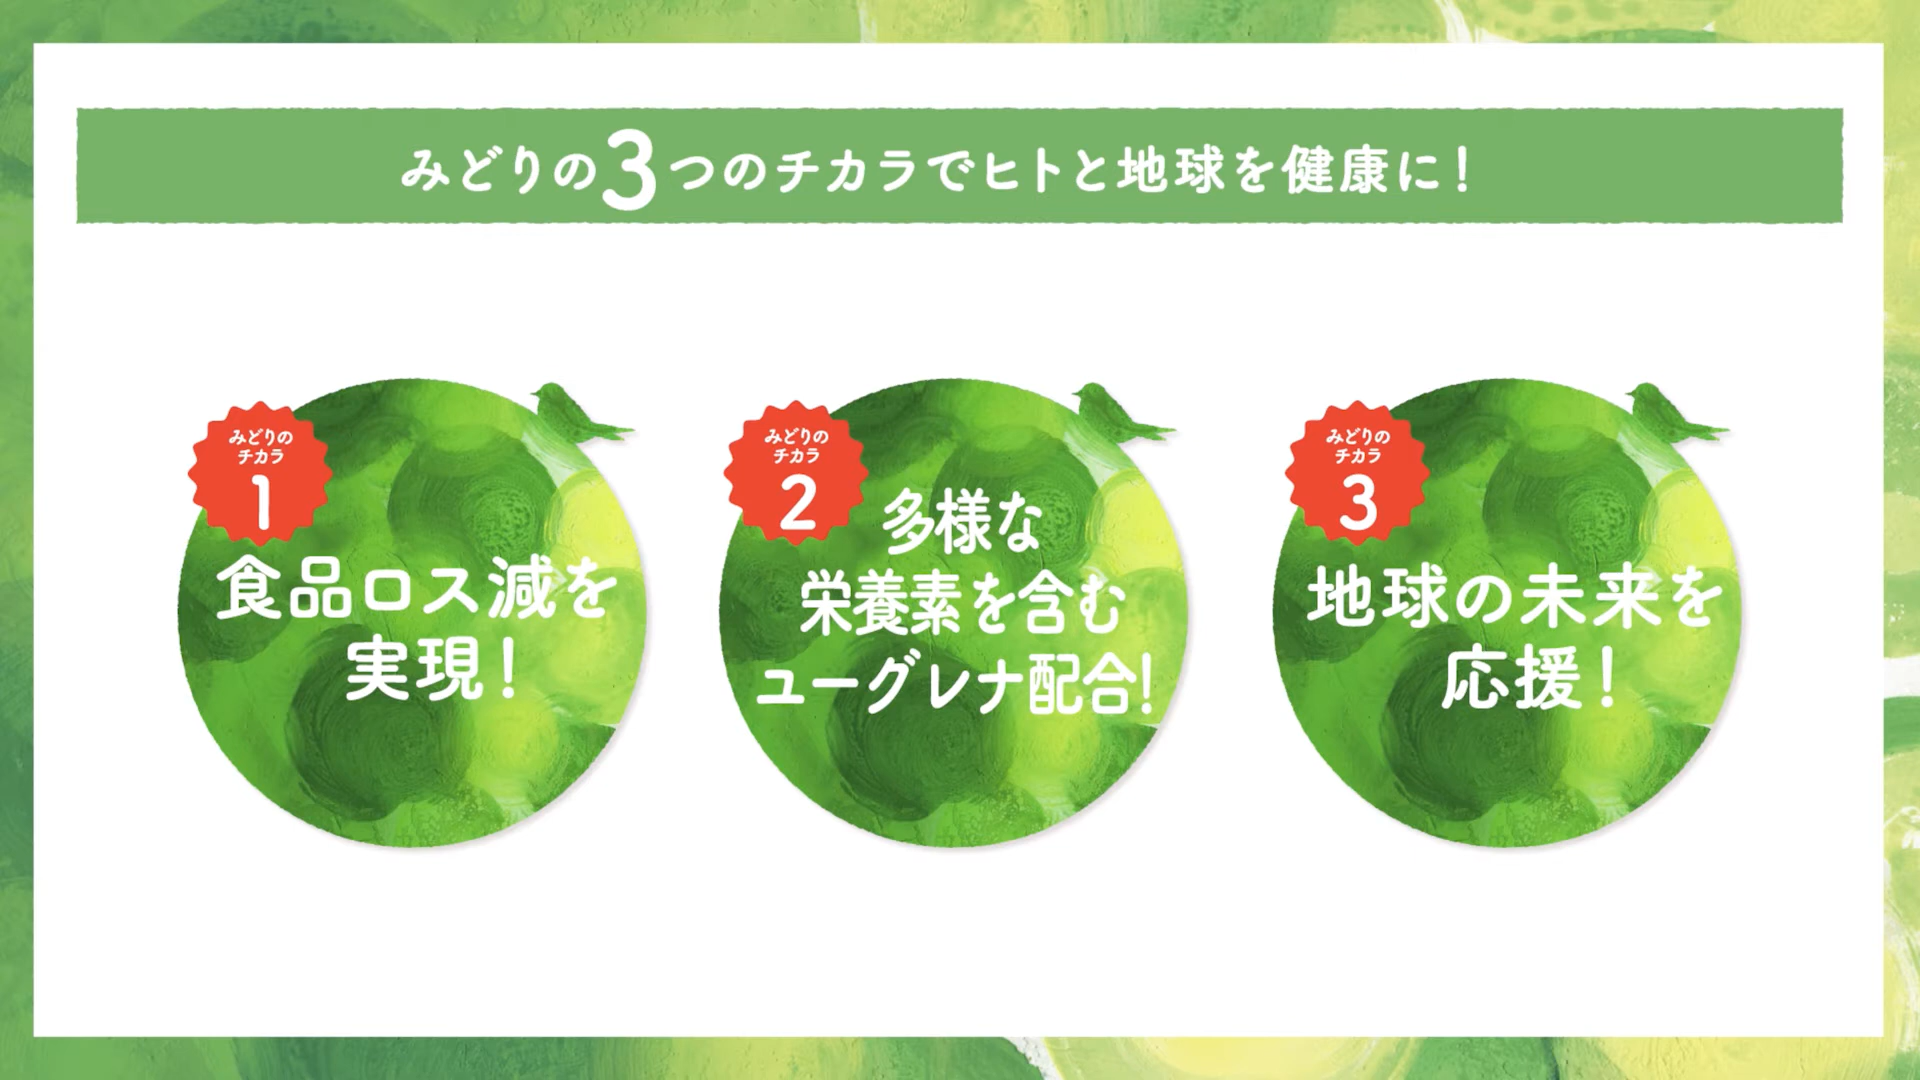 みどりの3つのチカラでヒトと地球を健康に！
みどりの
チカラ
1
食品ロス減を
実現！
みどりの
チカラ
2
多様な
栄養素を含む
ユーグレナ配合！
みどりの
チカラ
3
地球の未来を
応援！